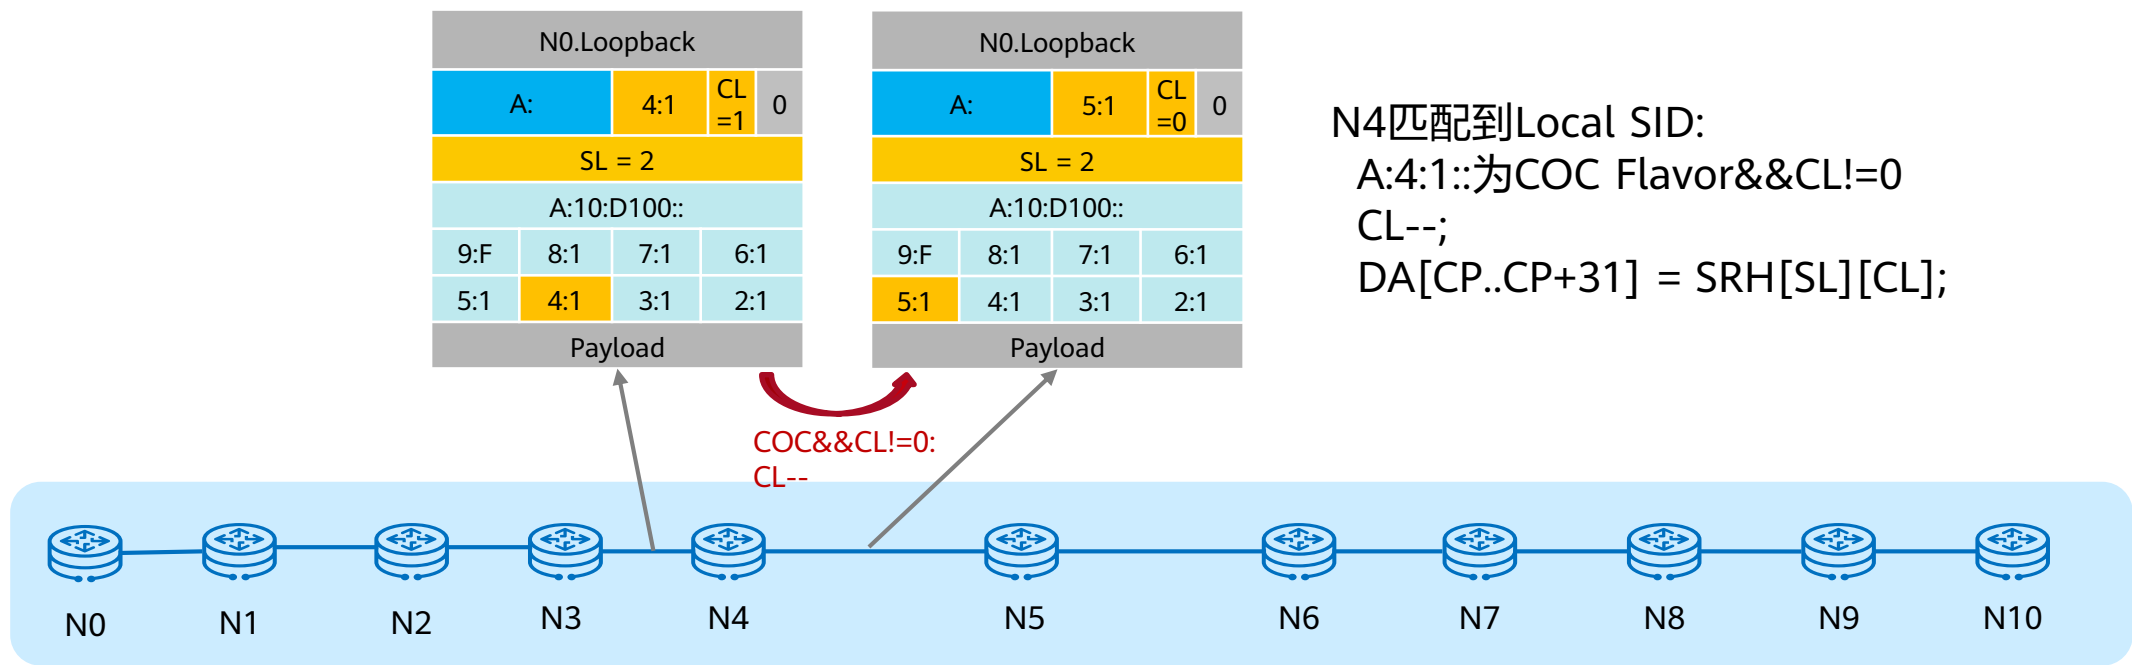 N0.Loopback
A: 4:1 CL =1 0
SL = 2
A:10:D100::
9:F 8:1 7:1 6:1
5:1 4:1 3:1 2:1
Payload
N0.Loopback
A: 5:1 CL =0 0
SL = 2
A:10:D100::
9:F 8:1 7:1 6:1
5:1 4:1 3:1 2:1
Payload
N4匹配到Local SID:
A:4:1::为COC Flavor&&CL!=0
CL--;
DA[CP..CP+31] = SRH[SL][CL];
COC&&CL!=0:
CL--
N0 N1 N2 N3 N4 N5 N6 N7 N8 N9 N10